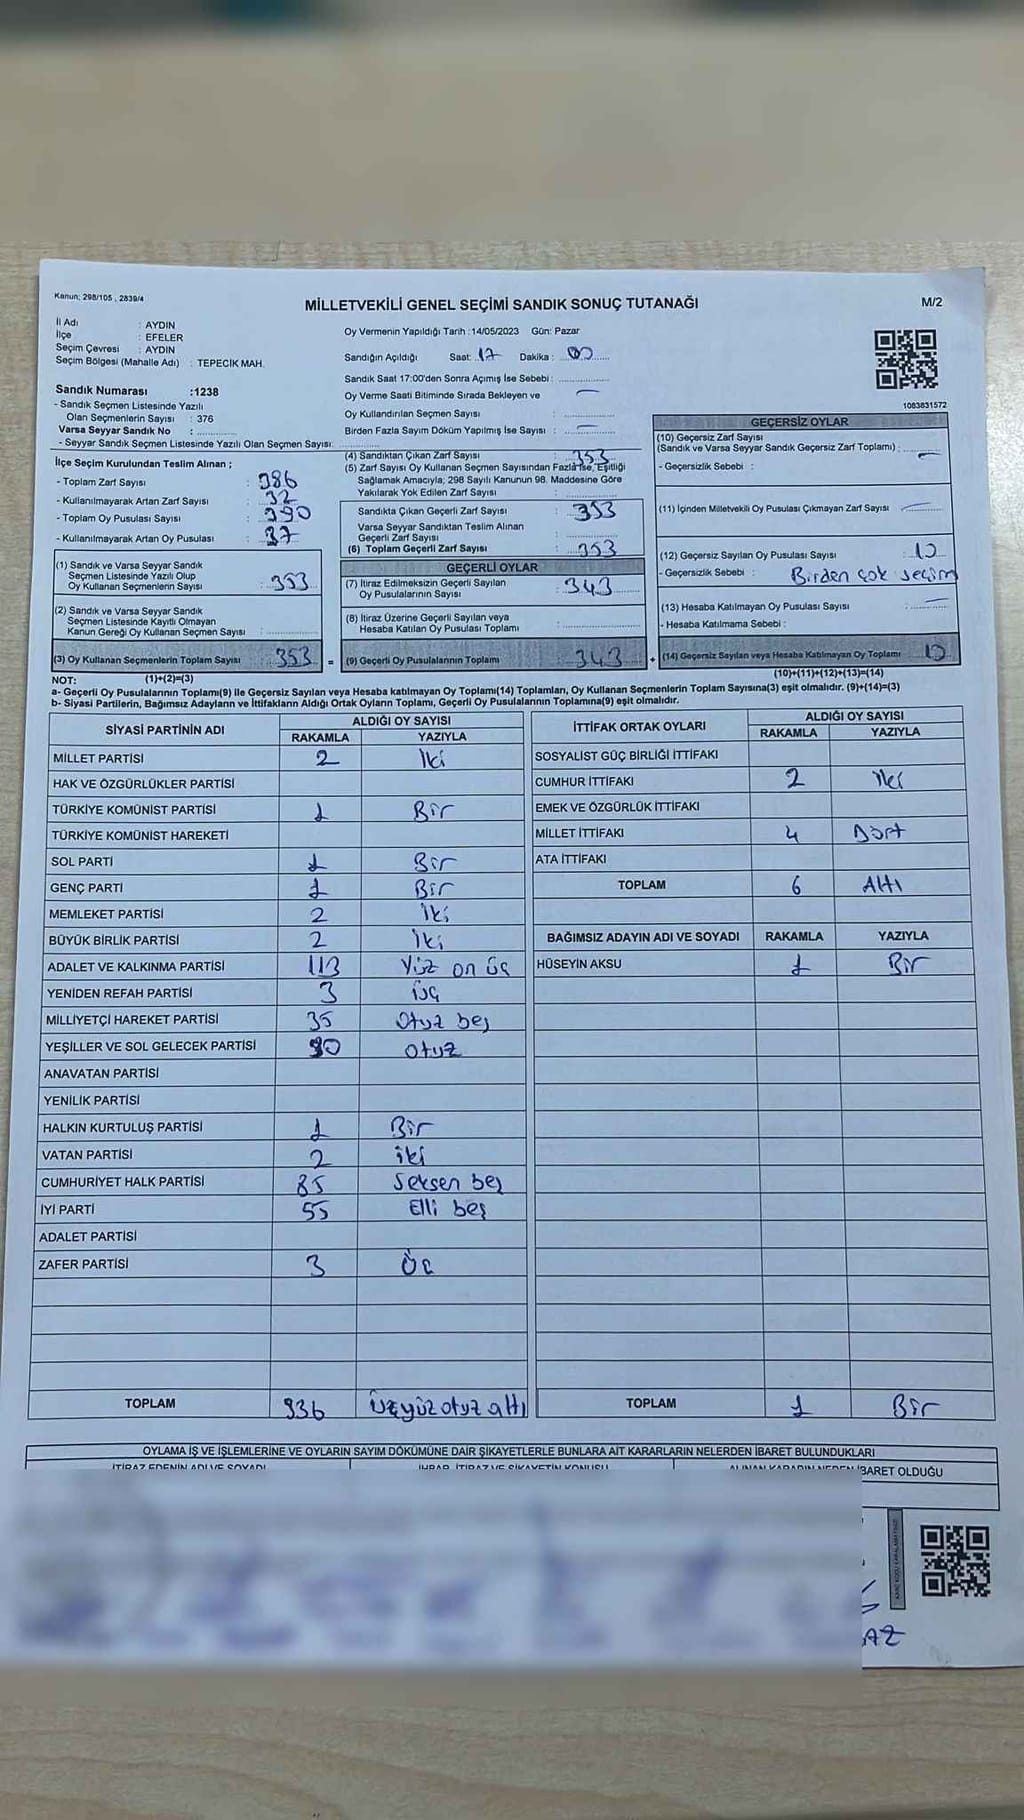 Kanun; 298/105 , 2839/4
MİLLETVEKİLİ GENEL SEÇİMİ SANDIK SONUÇ TUTANAĞI
M/2
İl Adı : AYDIN
İlçe : EFELER
Seçim Çevresi : AYDIN
Seçim Bölgesi (Mahalle Adı) : TEPECİK MAH.
Sandık Numarası :1238
- Sandık Seçmen Listesinde Yazılı
Olan Seçmenlerin Sayısı : 376
Varsa Seyyar Sandık No :
- Seyyar Sandık Seçmen Listesinde Yazılı Olan Seçmen Sayısı:
Oy Vermenin Yapıldığı Tarih :14/05/2023 Gün: Pazar
Sandığın Açıldığı Saat: 17 Dakika : 00
Sandık Saat 17:00'den Sonra Açımış İse Sebebi :
Oy Verme Saati Bitiminde Sırada Bekleyen ve
Oy Kullandırılan Seçmen Sayısı :
Birden Fazla Sayım Döküm Yapılmış İse Sayısı :
1083831572
İlçe Seçim Kurulundan Teslim Alınan ;
- Toplam Zarf Sayısı : 386
- Kullanılmayarak Artan Zarf Sayısı : 32
- Toplam Oy Pusulası Sayısı : 390
- Kullanılmayarak Artan Oy Pusulası : 37
(1) Sandık ve Varsa Seyyar Sandık
Seçmen Listesinde Yazılı Olup
Oy Kullanan Seçmenlerin Sayısı : 353
(2) Sandık ve Varsa Seyyar Sandık
Seçmen Listesinde Kayıtlı Olmayan
Kanun Gereği Oy Kullanan Seçmen Sayısı :
(3) Oy Kullanan Seçmenlerin Toplam Sayısı : 353 =
(4) Sandıktan Çıkan Zarf Sayısı : 353
(5) Zarf Sayısı Oy Kullanan Seçmen Sayısından Fazla İse, Eşitliği
Sağlamak Amacıyla; 298 Sayılı Kanunun 98. Maddesine Göre
Yakılarak Yok Edilen Zarf Sayısı :
Sandıkta Çıkan Geçerli Zarf Sayısı : 353
Varsa Seyyar Sandıktan Teslim Alınan
Geçerli Zarf Sayısı :
(6) Toplam Geçerli Zarf Sayısı : 353
GEÇERLİ OYLAR
(7) İtiraz Edilmeksizin Geçerli Sayılan
Oy Pusulalarının Sayısı : 343
(8) İtiraz Üzerine Geçerli Sayılan veya
Hesaba Katılan Oy Pusulası Toplamı :
(9) Geçerli Oy Pusulalarının Toplamı : 343 +
GEÇERSİZ OYLAR
(10) Geçersiz Zarf Sayısı
(Sandık ve Varsa Seyyar Sandık Geçersiz Zarf Toplamı) :
- Geçersizlik Sebebi :
(11) İçinden Milletvekili Oy Pusulası Çıkmayan Zarf Sayısı
(12) Geçersiz Sayılan Oy Pusulası Sayısı : 10
- Geçersizlik Sebebi : Birden çok seçim
(13) Hesaba Katılmayan Oy Pusulası Sayısı :
- Hesaba Katılmama Sebebi :
(14) Geçersiz Sayılan veya Hesaba Katılmayan Oy Toplamı : 10
NOT: (1)+(2)=(3) (10)+(11)+(12)+(13)=(14)
a- Geçerli Oy Pusulalarının Toplamı(9) ile Geçersiz Sayılan veya Hesaba katılmayan Oy Toplamı(14) Toplamları, Oy Kullanan Seçmenlerin Toplam Sayısına(3) eşit olmalıdır. (9)+(14)=(3)
b- Siyasi Partilerin, Bağımsız Adayların ve İttifakların Aldığı Ortak Oyların Toplamı, Geçerli Oy Pusulalarının Toplamına(9) eşit olmalıdır.
SİYASİ PARTİNİN ADI ALDIĞI OY SAYISI
RAKAMLA YAZIYLA
MİLLET PARTİSİ 2 İki
HAK VE ÖZGÜRLÜKLER PARTİSİ
TÜRKİYE KOMÜNİST PARTİSİ 1 Bir
TÜRKİYE KOMÜNİST HAREKETİ
SOL PARTİ 1 Bir
GENÇ PARTİ 1 Bir
MEMLEKET PARTİSİ 2 İki
BÜYÜK BİRLİK PARTİSİ 2 İki
ADALET VE KALKINMA PARTİSİ 113 Yüz on üç
YENİDEN REFAH PARTİSİ 3 üç
MİLLİYETÇİ HAREKET PARTİSİ 35 Otuz beş
YEŞİLLER VE SOL GELECEK PARTİSİ 30 otuz
ANAVATAN PARTİSİ
YENİLİK PARTİSİ
HALKIN KURTULUŞ PARTİSİ 1 Bir
VATAN PARTİSİ 2 iki
CUMHURİYET HALK PARTİSİ 85 Seksen beş
İYİ PARTİ 55 Elli beş
ADALET PARTİSİ
ZAFER PARTİSİ 3 Üç
TOPLAM 336 Üçyüz otuz altı
İTTİFAK ORTAK OYLARI ALDIĞI OY SAYISI
RAKAMLA YAZIYLA
SOSYALİST GÜÇ BİRLİĞİ İTTİFAKI
CUMHUR İTTİFAKI 2 iki
EMEK VE ÖZGÜRLÜK İTTİFAKI
MİLLET İTTİFAKI 4 Dört
ATA İTTİFAKI
TOPLAM 6 Altı
BAĞIMSIZ ADAYIN ADI VE SOYADI RAKAMLA YAZIYLA
HÜSEYİN AKSU 1 Bir
TOPLAM 1 Bir
OYLAMA İŞ VE İŞLEMLERİNE VE OYLARIN SAYIM DÖKÜMÜNE DAİR ŞİKAYETLERLE BUNLARA AİT KARARLARIN NELERDEN İBARET BULUNDUKLARI
İTİRAZ EDENİN ADI VE SOYADI İHBAR, İTİRAZ VE ŞİKAYETİN KONUSU ALINAN KARARIN NEDEN İBARET OLDUĞU
AZ